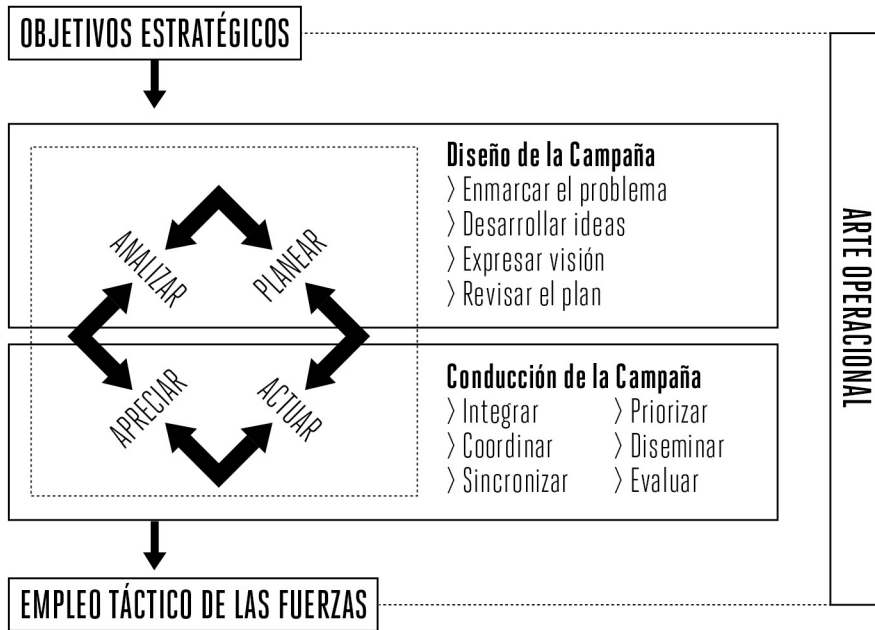 OBJETIVOS ESTRATÉGICOS
Diseño de la Campaña
〉Enmarcar el problema
〉Desarrollar ideas
〉Expresar visión
〉Revisar el plan
ANALIZAR
PLANEAR
APRECIAR
ACTUAR
Conducción de la Campaña
〉Integrar 〉Priorizar
〉Coordinar 〉Diseminar
〉Sincronizar 〉Evaluar
EMPLEO TÁCTICO DE LAS FUERZAS
ARTE OPERACIONAL